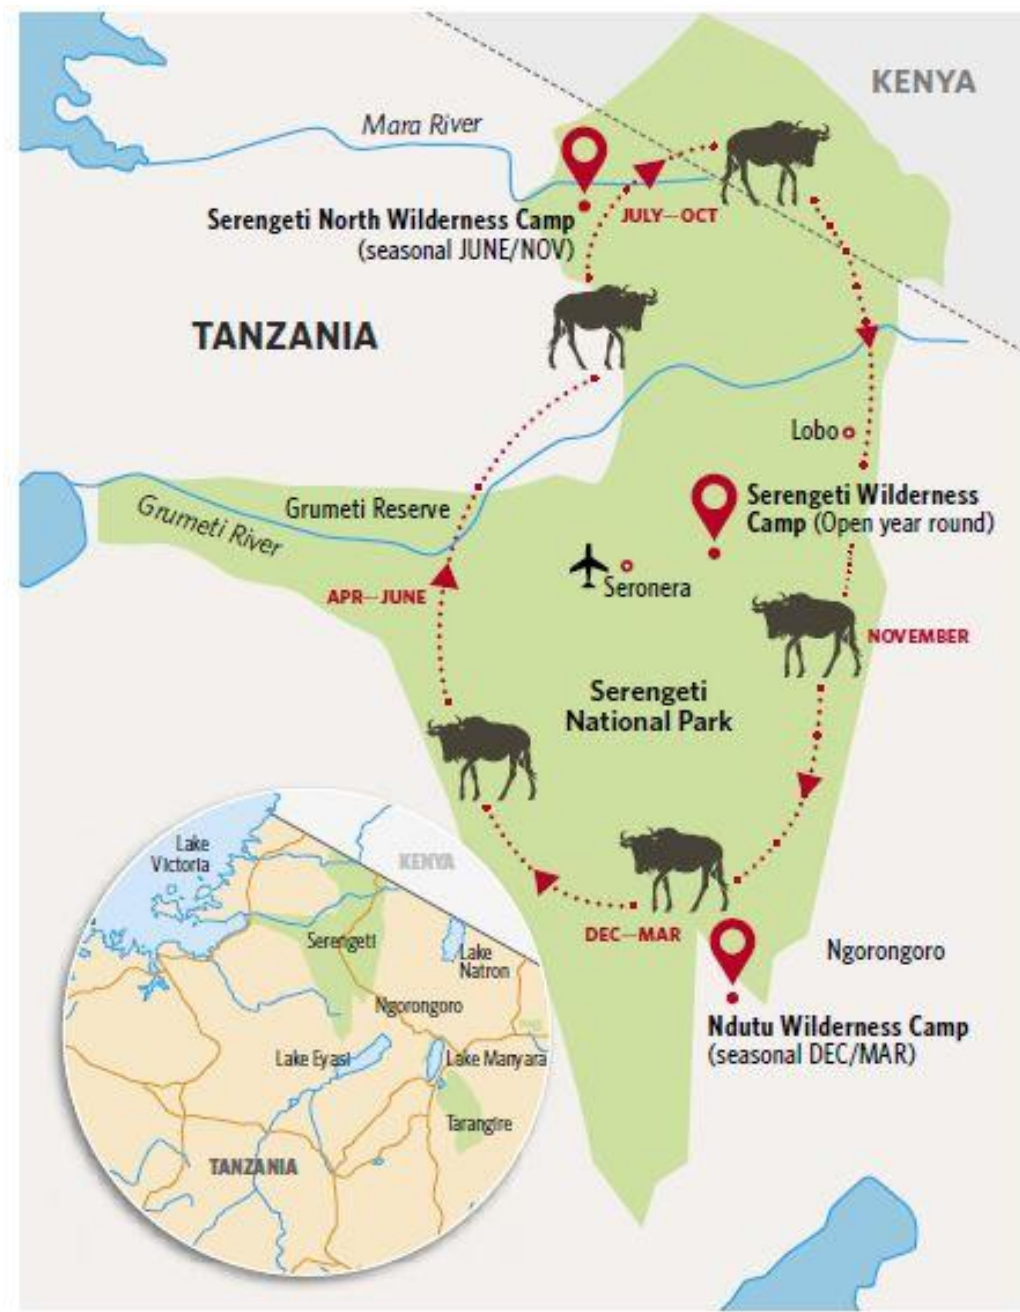 KENYA
Mara River
Serengeti North Wilderness Camp
(seasonal JUNE/NOV)
JULY—OCT
TANZANIA
Lobo
Serengeti Wilderness
Camp (Open year round)
Grumeti Reserve
Grumeti River
Seronera
APR—JUNE
NOVEMBER
Serengeti
National Park
DEC—MAR
Ngorongoro
Ndutu Wilderness Camp
(seasonal DEC/MAR)
Lake
Victoria
KENYA
Serengeti
Lake
Natron
Ngorongoro
Lake Eyasi
Lake Manyara
Tarangire
TANZANIA